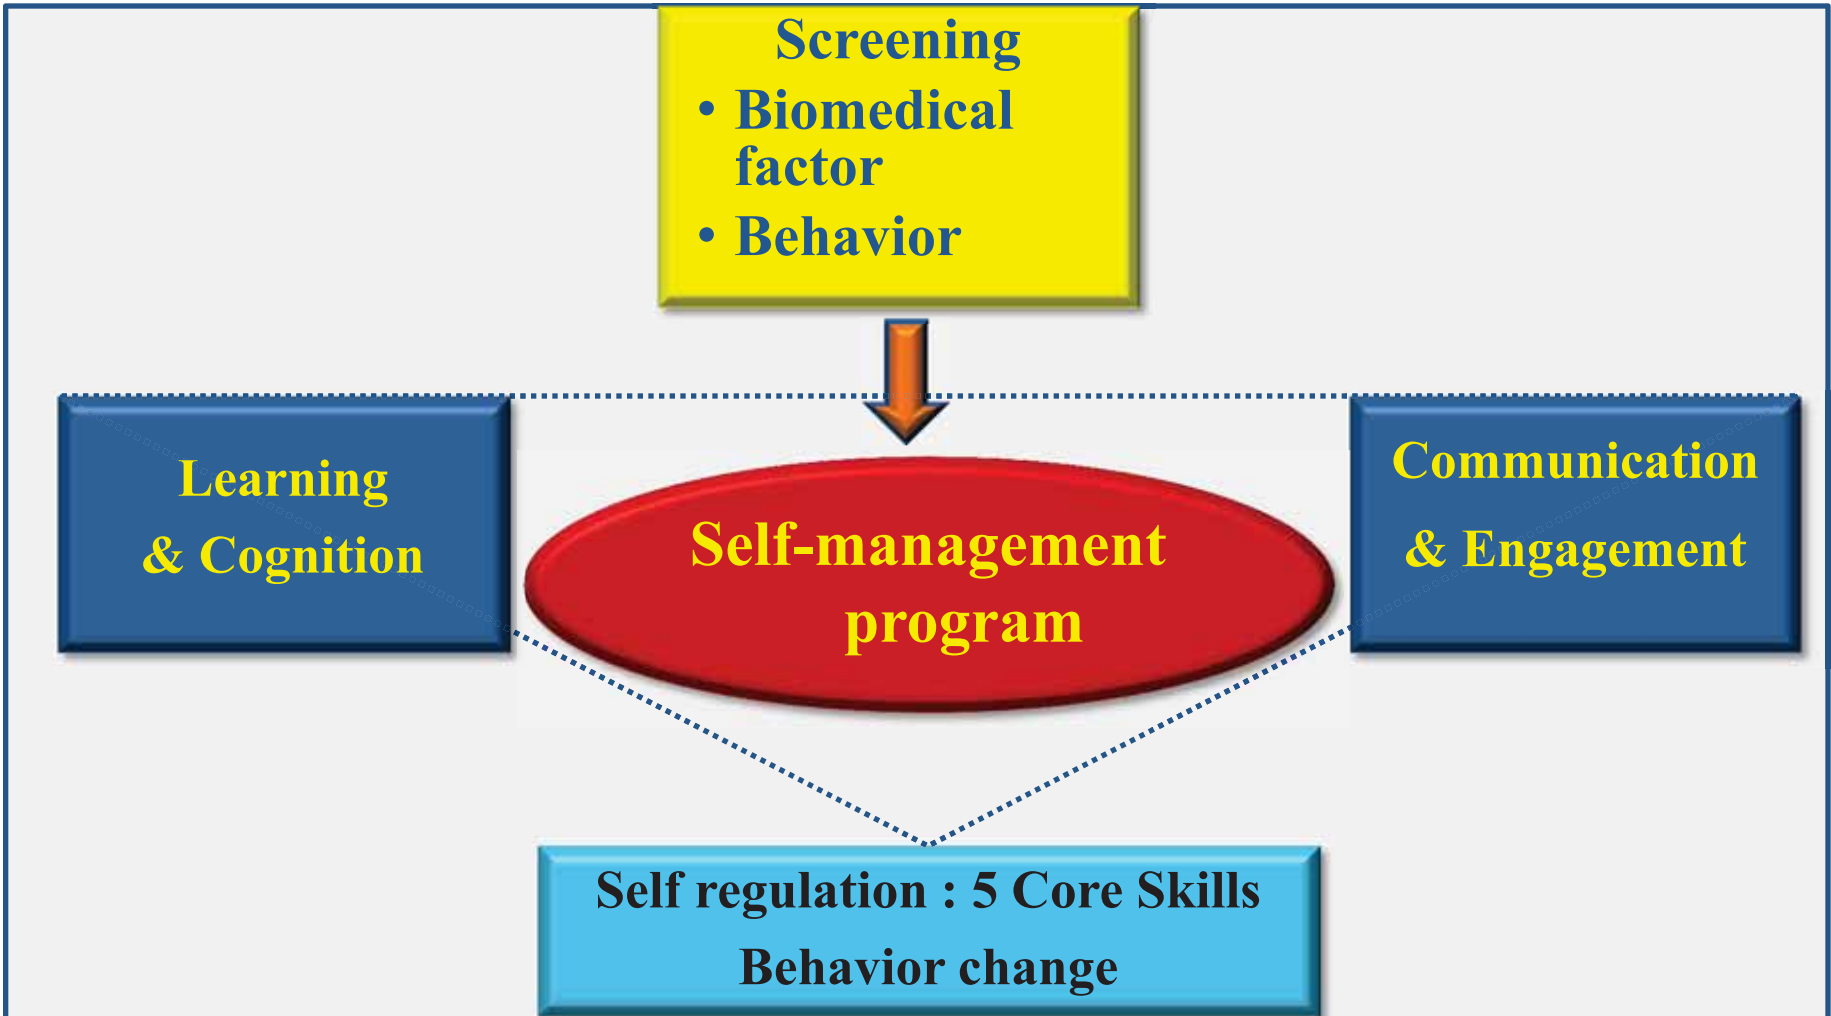 Screening
• Biomedical
factor
• Behavior
Learning
& Cognition
Self-management
program
Communication
& Engagement
Self regulation : 5 Core Skills
Behavior change